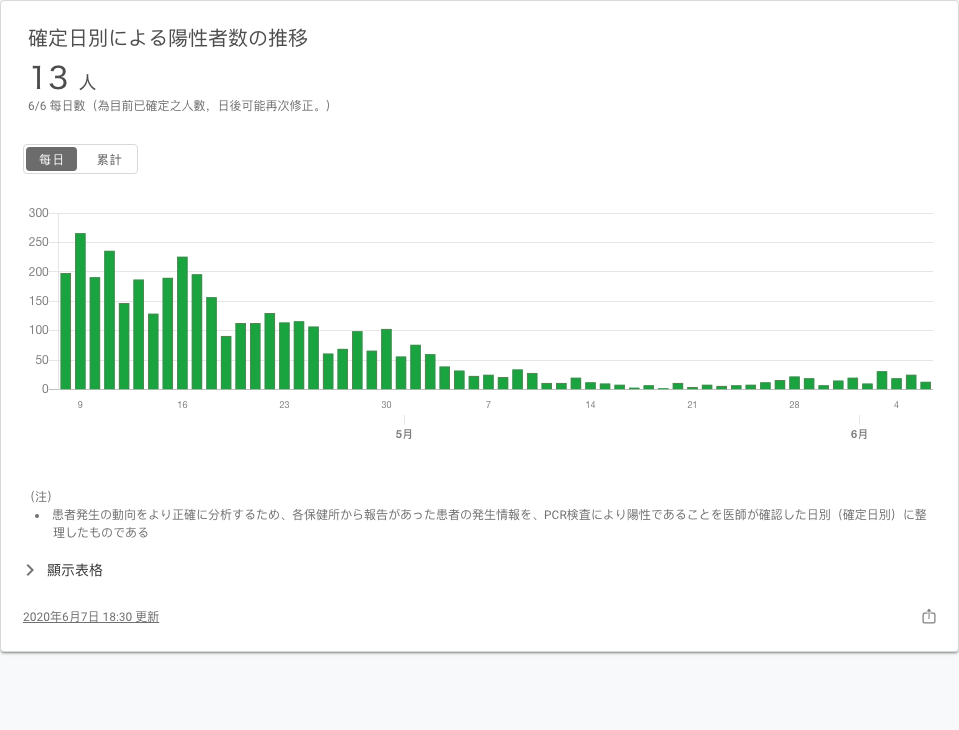 確定日別による陽性者数の推移
13 人
6/6 每日數（為目前已確定之人數，日後可能再次修正。）
每日 累計
300
250
200
150
100
50
0
9 16 23 30 7 14 21 28 4
5月 6月
（注）
• 患者発生の動向をより正確に分析するため、各保健所から報告があった患者の発生情報を、PCR検査により陽性であることを医師が確認した日別（確定日別）に整
理したものである
顯示表格
2020年6月7日 18:30 更新